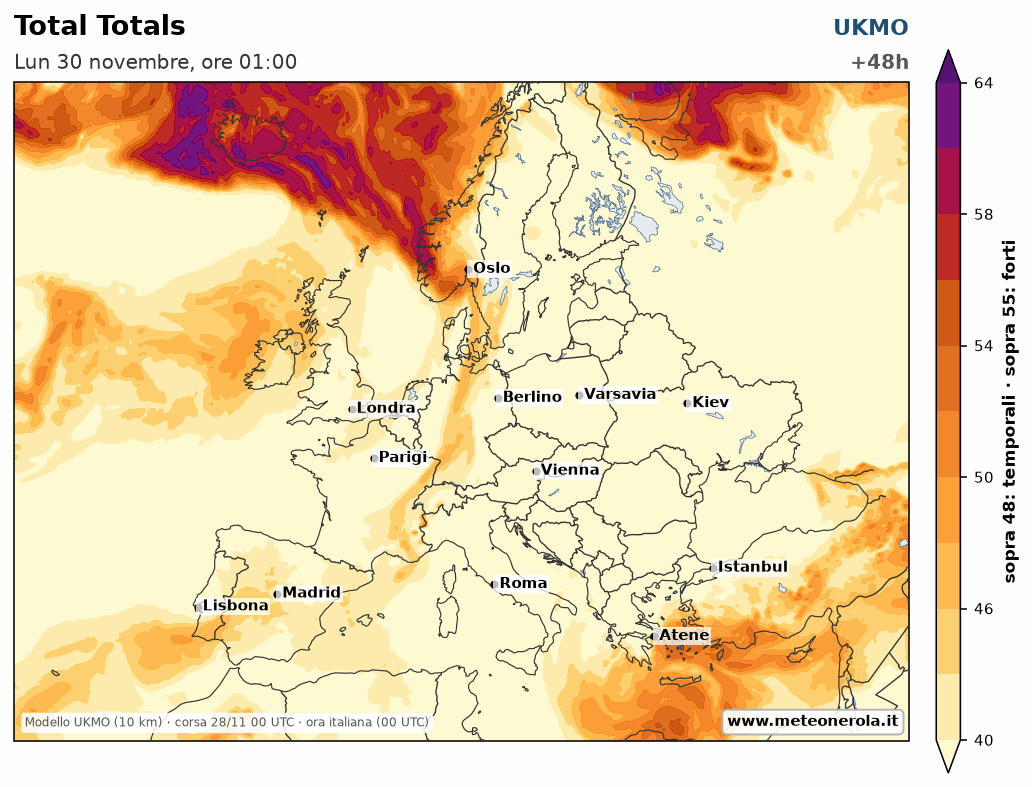 Total Totals
UKMO
Lun 30 novembre, ore 01:00
+48h
64
58
54
50
46
40
sopra 48: temporali · sopra 55: forti
Oslo
Berlino
Varsavia
Kiev
Londra
Parigi
Vienna
Istanbul
Roma
Madrid
Lisbona
Atene
Modello UKMO (10 km) · corsa 28/11 00 UTC · ora italiana (00 UTC)
www.meteonerola.it